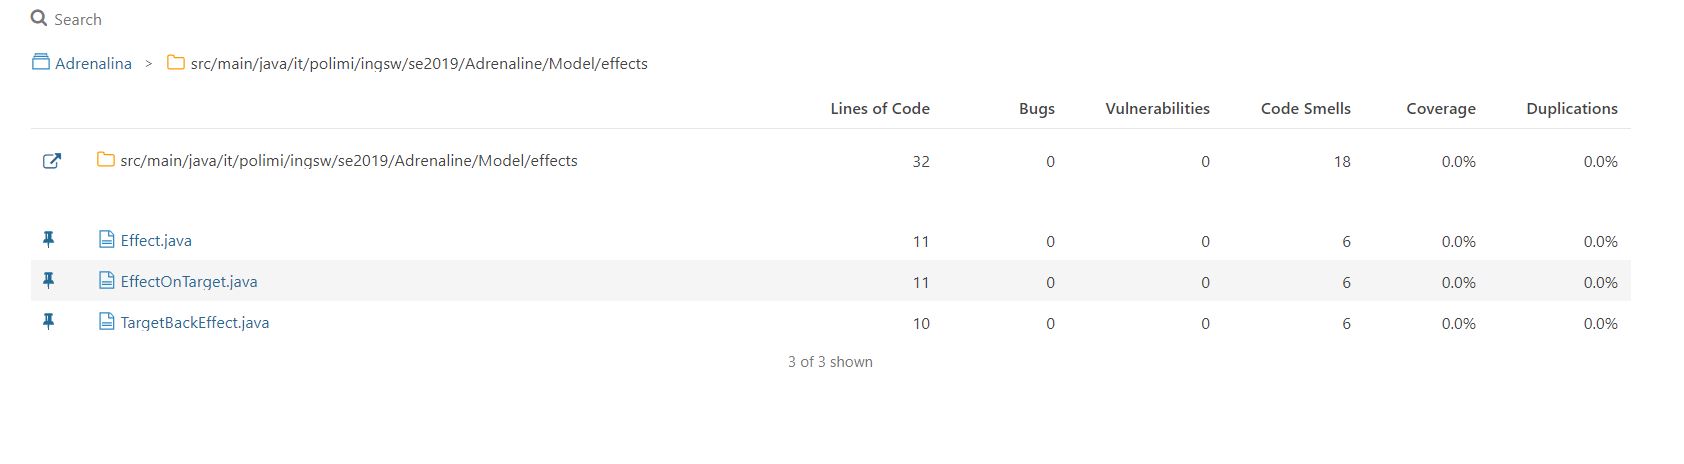 Search
Adrenalina > src/main/java/it/polimi/ingsw/se2019/Adrenaline/Model/effects
Lines of Code Bugs Vulnerabilities Code Smells Coverage Duplications
src/main/java/it/polimi/ingsw/se2019/Adrenaline/Model/effects 32 0 0 18 0.0% 0.0%
Effect.java 11 0 0 6 0.0% 0.0%
EffectOnTarget.java 11 0 0 6 0.0% 0.0%
TargetBackEffect.java 10 0 0 6 0.0% 0.0%
3 of 3 shown